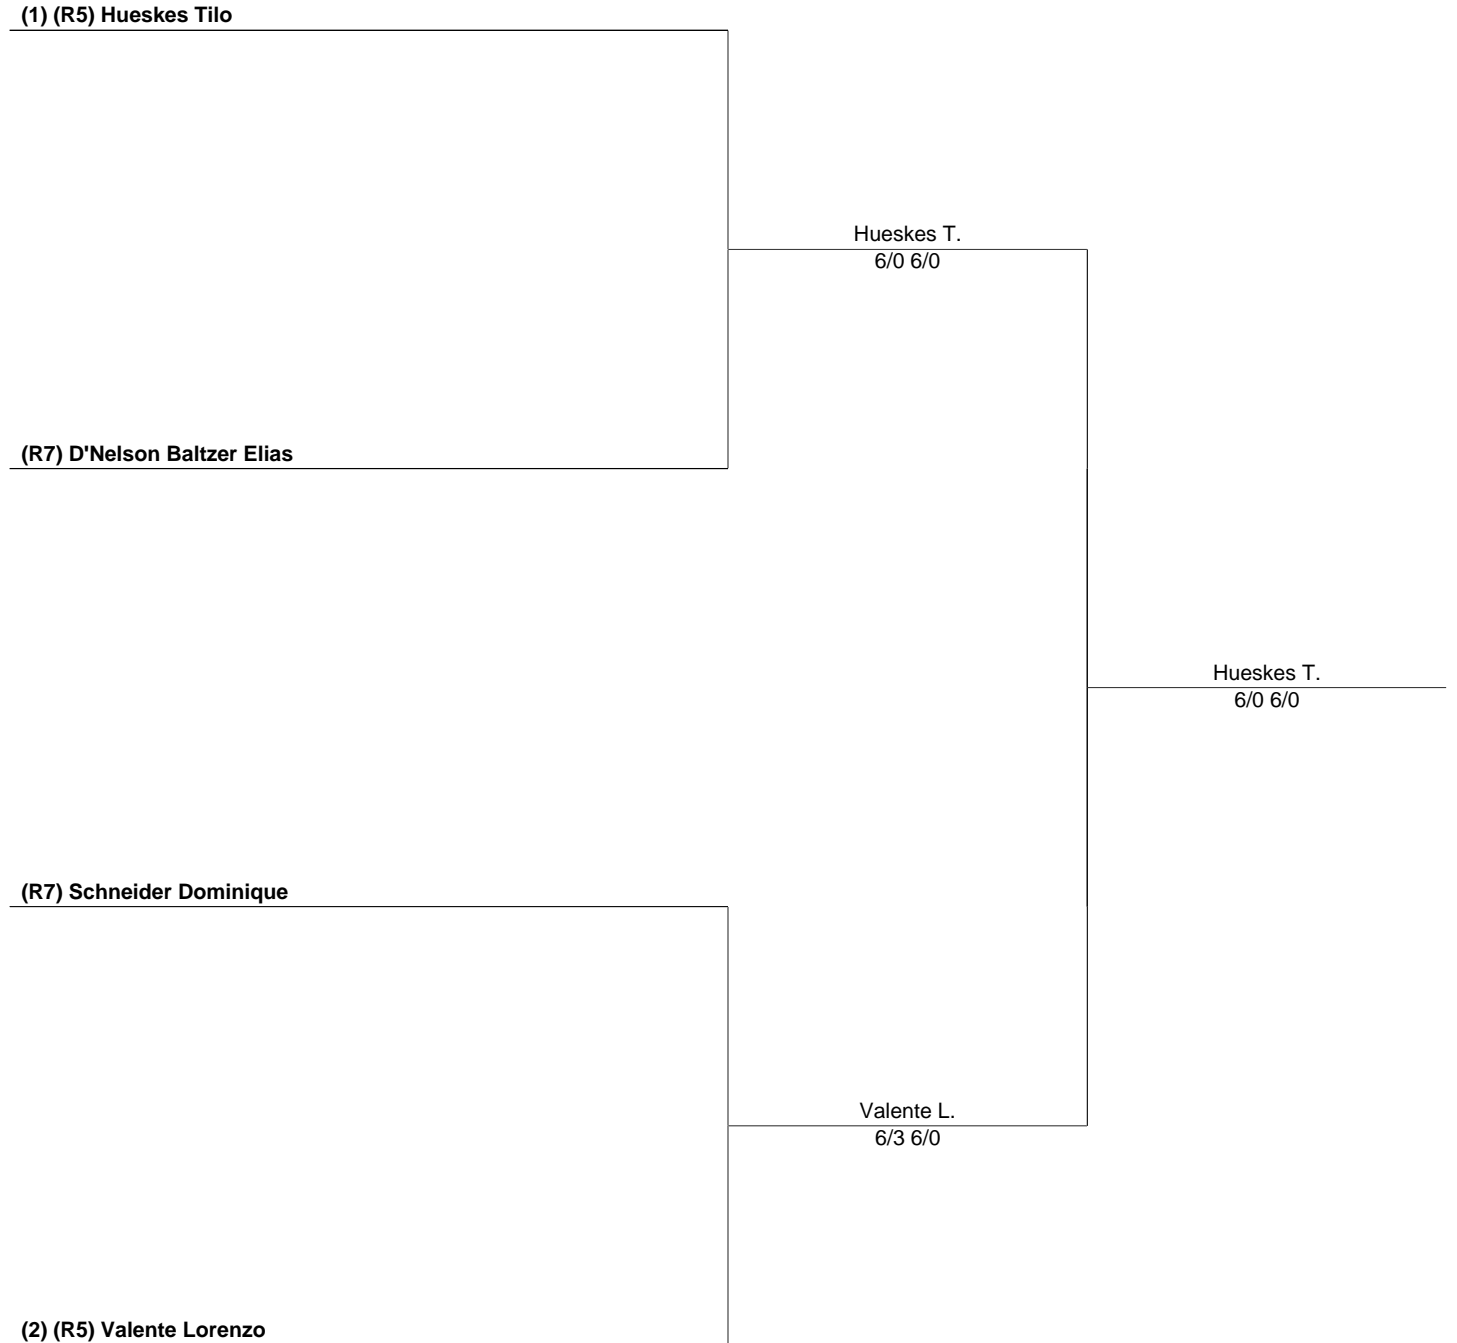 (1) (R5) Hueskes Tilo
Hueskes T.
6/0 6/0
(R7) D'Nelson Baltzer Elias
Hueskes T.
6/0 6/0
(R7) Schneider Dominique
Valente L.
6/3 6/0
(2) (R5) Valente Lorenzo